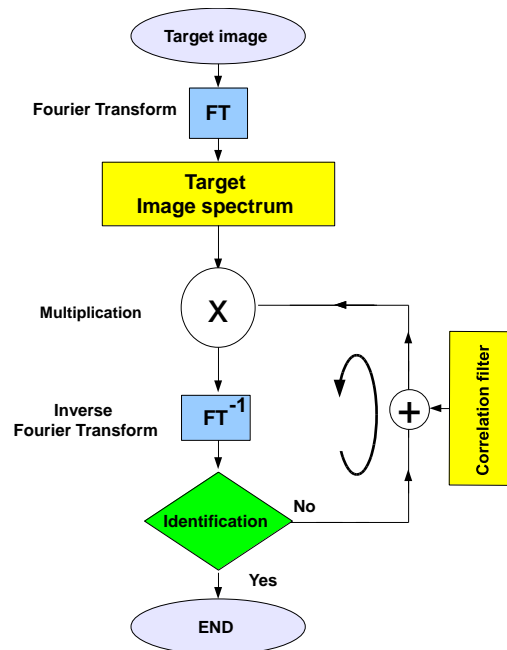 Target image
Fourier Transform
FT
Target
Image spectrum
Multiplication
X
Inverse
Fourier Transform
FT-1
+
Correlation filter
Identification
No
Yes
END